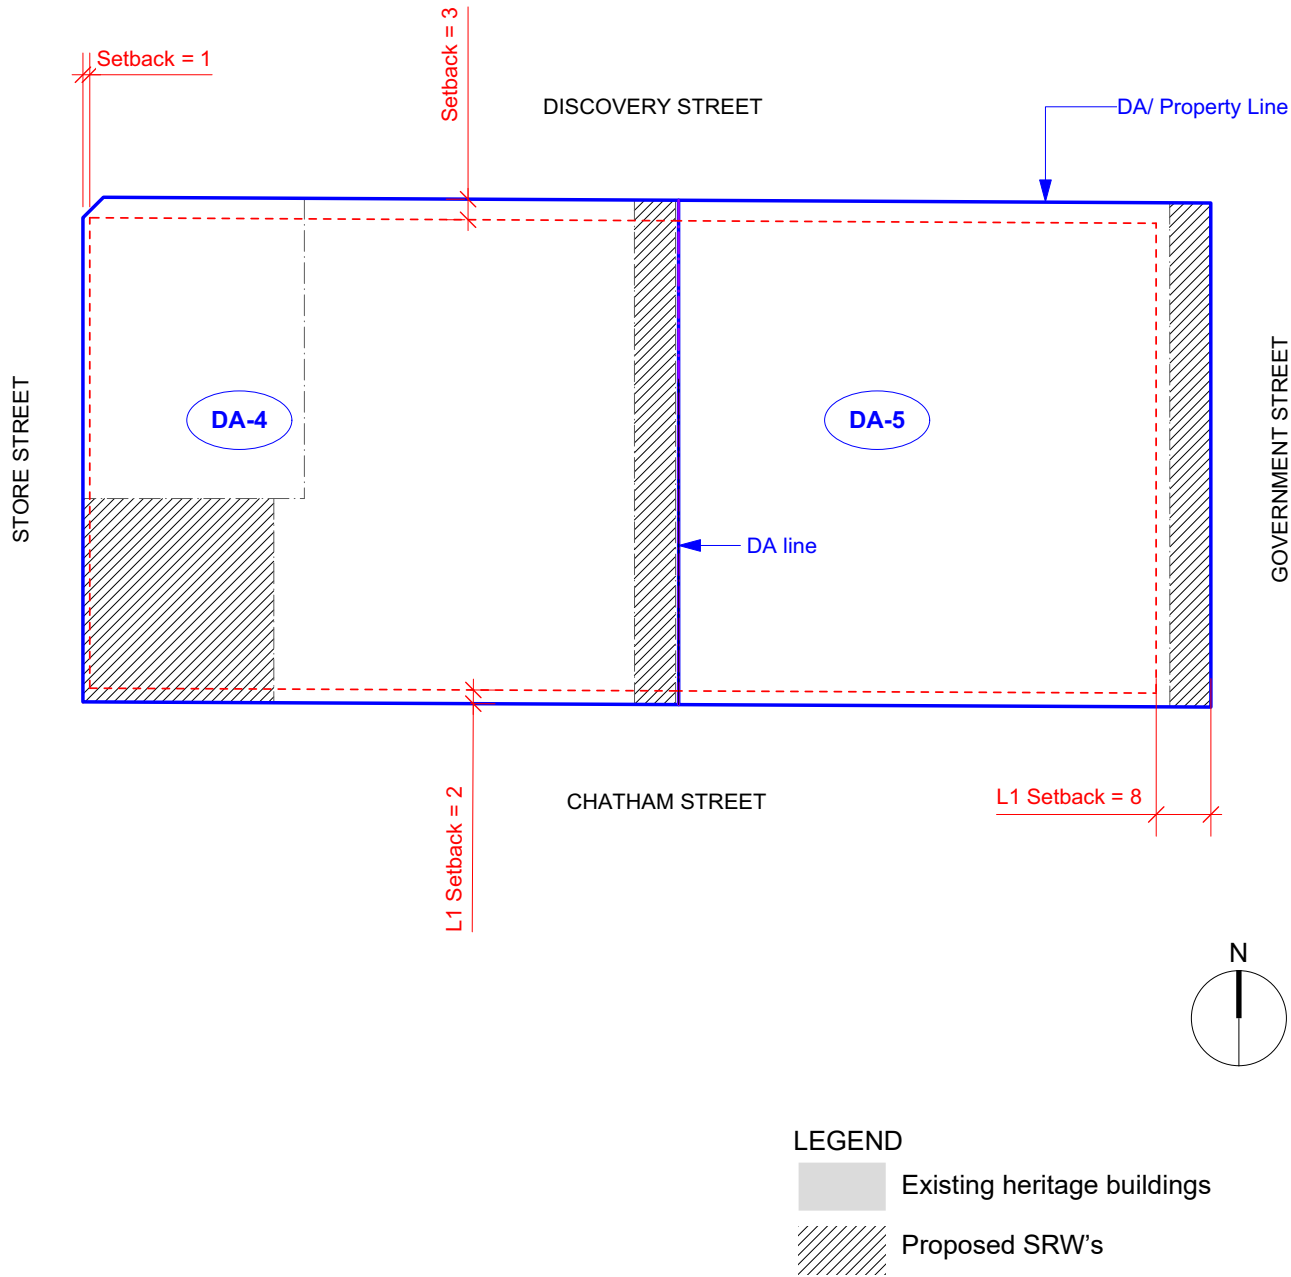 Setback = 1
Setback = 3
DISCOVERY STREET
DA/ Property Line
STORE STREET
DA-4
DA-5
GOVERNMENT STREET
DA line
L1 Setback = 2
CHATHAM STREET
L1 Setback = 8
N
LEGEND
Existing heritage buildings
Proposed SRW’s